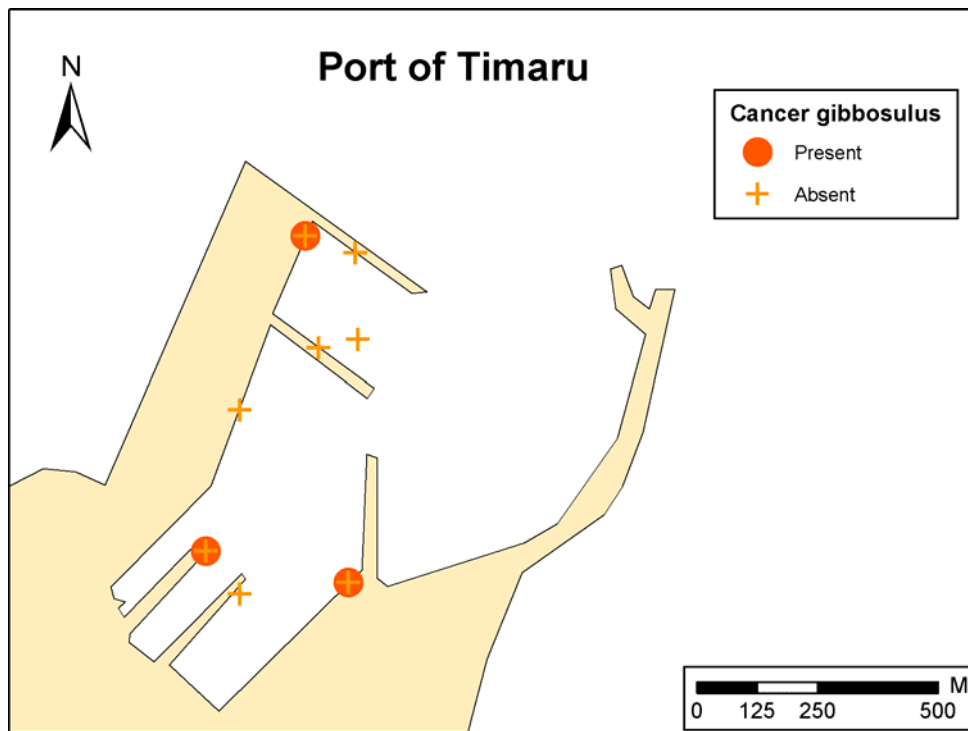 Port of Timaru
N
Cancer gibbosulus
Present
Absent
M
0 125 250 500